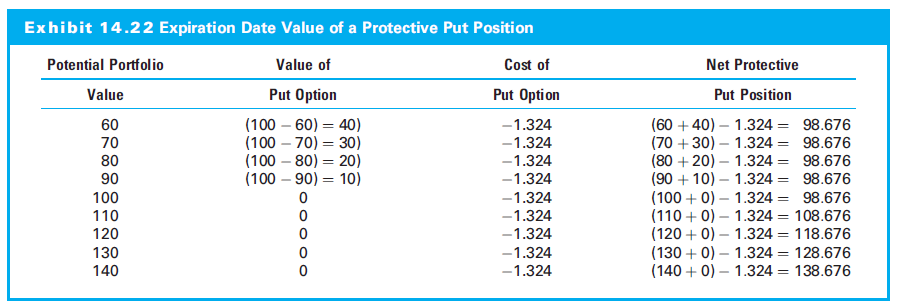 Exhibit 14.22 Expiration Date Value of a Protective Put Position
Potential Portfolio Value of Cost of Net Protective
Value Put Option Put Option Put Position
60 (100 – 60) = 40) –1.324 (60 + 40) – 1.324 = 98.676
70 (100 – 70) = 30) –1.324 (70 + 30) – 1.324 = 98.676
80 (100 – 80) = 20) –1.324 (80 + 20) – 1.324 = 98.676
90 (100 – 90) = 10) –1.324 (90 + 10) – 1.324 = 98.676
100 0 –1.324 (100 + 0) – 1.324 = 98.676
110 0 –1.324 (110 + 0) – 1.324 = 108.676
120 0 –1.324 (120 + 0) – 1.324 = 118.676
130 0 –1.324 (130 + 0) – 1.324 = 128.676
140 0 –1.324 (140 + 0) – 1.324 = 138.676